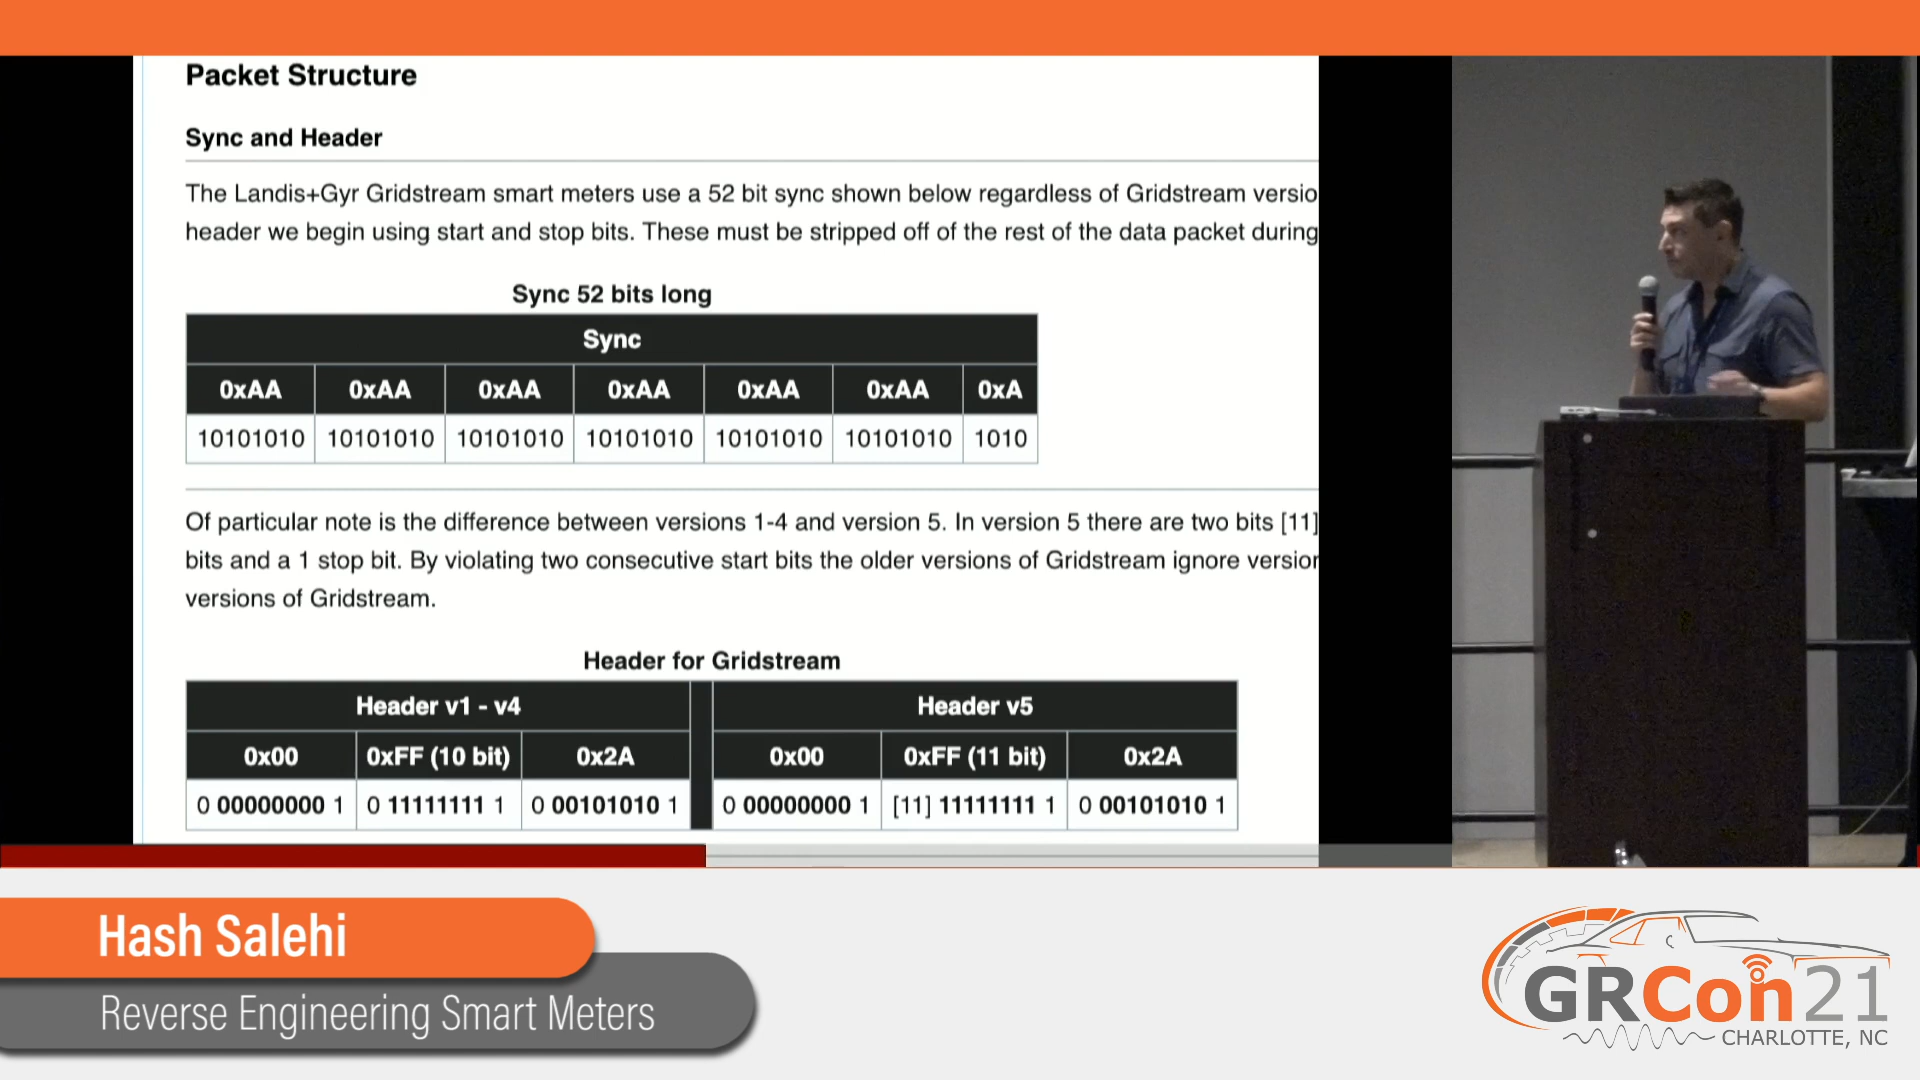 Packet Structure
Sync and Header
The Landis+Gyr Gridstream smart meters use a 52 bit sync shown below regardless of Gridstream versio
header we begin using start and stop bits. These must be stripped off of the rest of the data packet during
Sync 52 bits long
Sync
0xAA 0xAA 0xAA 0xAA 0xAA 0xAA 0xA
10101010 10101010 10101010 10101010 10101010 10101010 1010
Of particular note is the difference between versions 1-4 and version 5. In version 5 there are two bits [11]
bits and a 1 stop bit. By violating two consecutive start bits the older versions of Gridstream ignore version
versions of Gridstream.
Header for Gridstream
Header v1 - v4 Header v5
0x00 0xFF (10 bit) 0x2A 0x00 0xFF (11 bit) 0x2A
0 00000000 1 0 11111111 1 0 00101010 1 0 00000000 1 [11] 11111111 1 0 00101010 1
Hash Salehi
Reverse Engineering Smart Meters
GRCon21
CHARLOTTE, NC